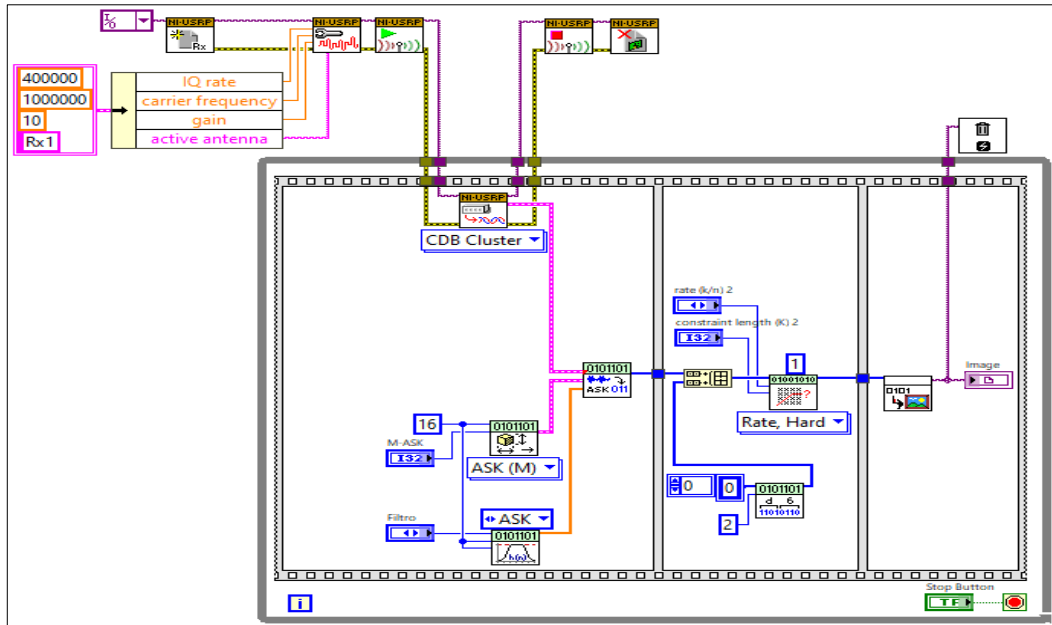 I/O
NI-USRP
Rx
NI-USRP
NI-USRP
NI-USRP
NI-USRP
400000
1000000
10
Rx1
IQ rate
carrier frequency
gain
active antenna
NI-USRP
CDB Cluster
rate (k/n) 2
constraint length (K) 2
I32
1
01001010
?
Rate, Hard
0101101
ASK 011
Image
0101
16
M-ASK
I32
0101101
ASK (M)
0
0
0101101
d 6
11010110
2
Filtro
ASK
0101101
h(n)
i
Stop Button
TF